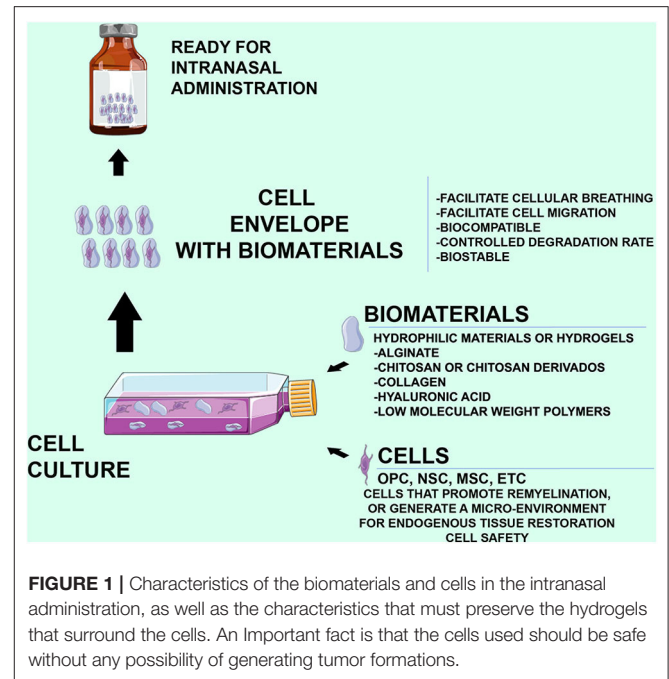 READY FOR
INTRANASAL
ADMINISTRATION
CELL
ENVELOPE
WITH BIOMATERIALS
-FACILITATE CELLULAR BREATHING
-FACILITATE CELL MIGRATION
-BIOCOMPATIBLE
-CONTROLLED DEGRADATION RATE
-BIOSTABLE
BIOMATERIALS
HYDROPHILIC MATERIALS OR HYDROGELS
-ALGINATE
-CHITOSAN OR CHITOSAN DERIVADOS
-COLLAGEN
-HYALURONIC ACID
-LOW MOLECULAR WEIGHT POLYMERS
CELL
CULTURE
CELLS
OPC, NSC, MSC, ETC
CELLS THAT PROMOTE REMYELINATION,
OR GENERATE A MICRO-ENVIRONMENT
FOR ENDOGENOUS TISSUE RESTORATION
CELL SAFETY
FIGURE 1 | Characteristics of the biomaterials and cells in the intranasal
administration, as well as the characteristics that must preserve the hydrogels
that surround the cells. An Important fact is that the cells used should be safe
without any possibility of generating tumor formations.